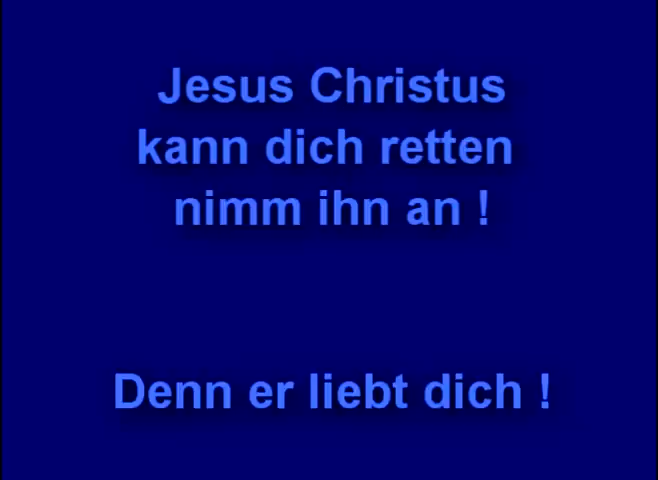 Jesus Christus
kann dich retten
nimm ihn an !
Denn er liebt dich !